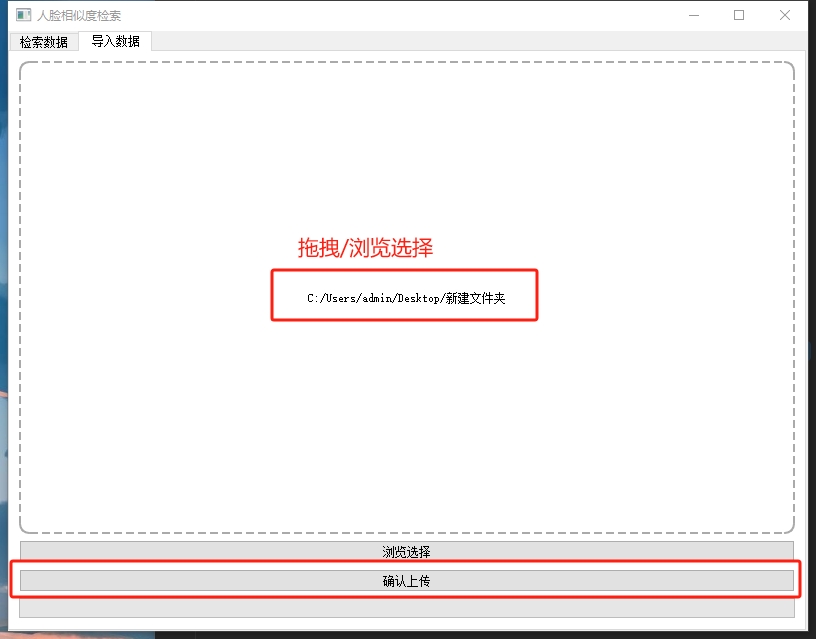 人脸相似度检索
检索数据
导入数据
拖拽/浏览选择
C:/Users/admin/Desktop/新建文件夹
浏览选择
确认上传